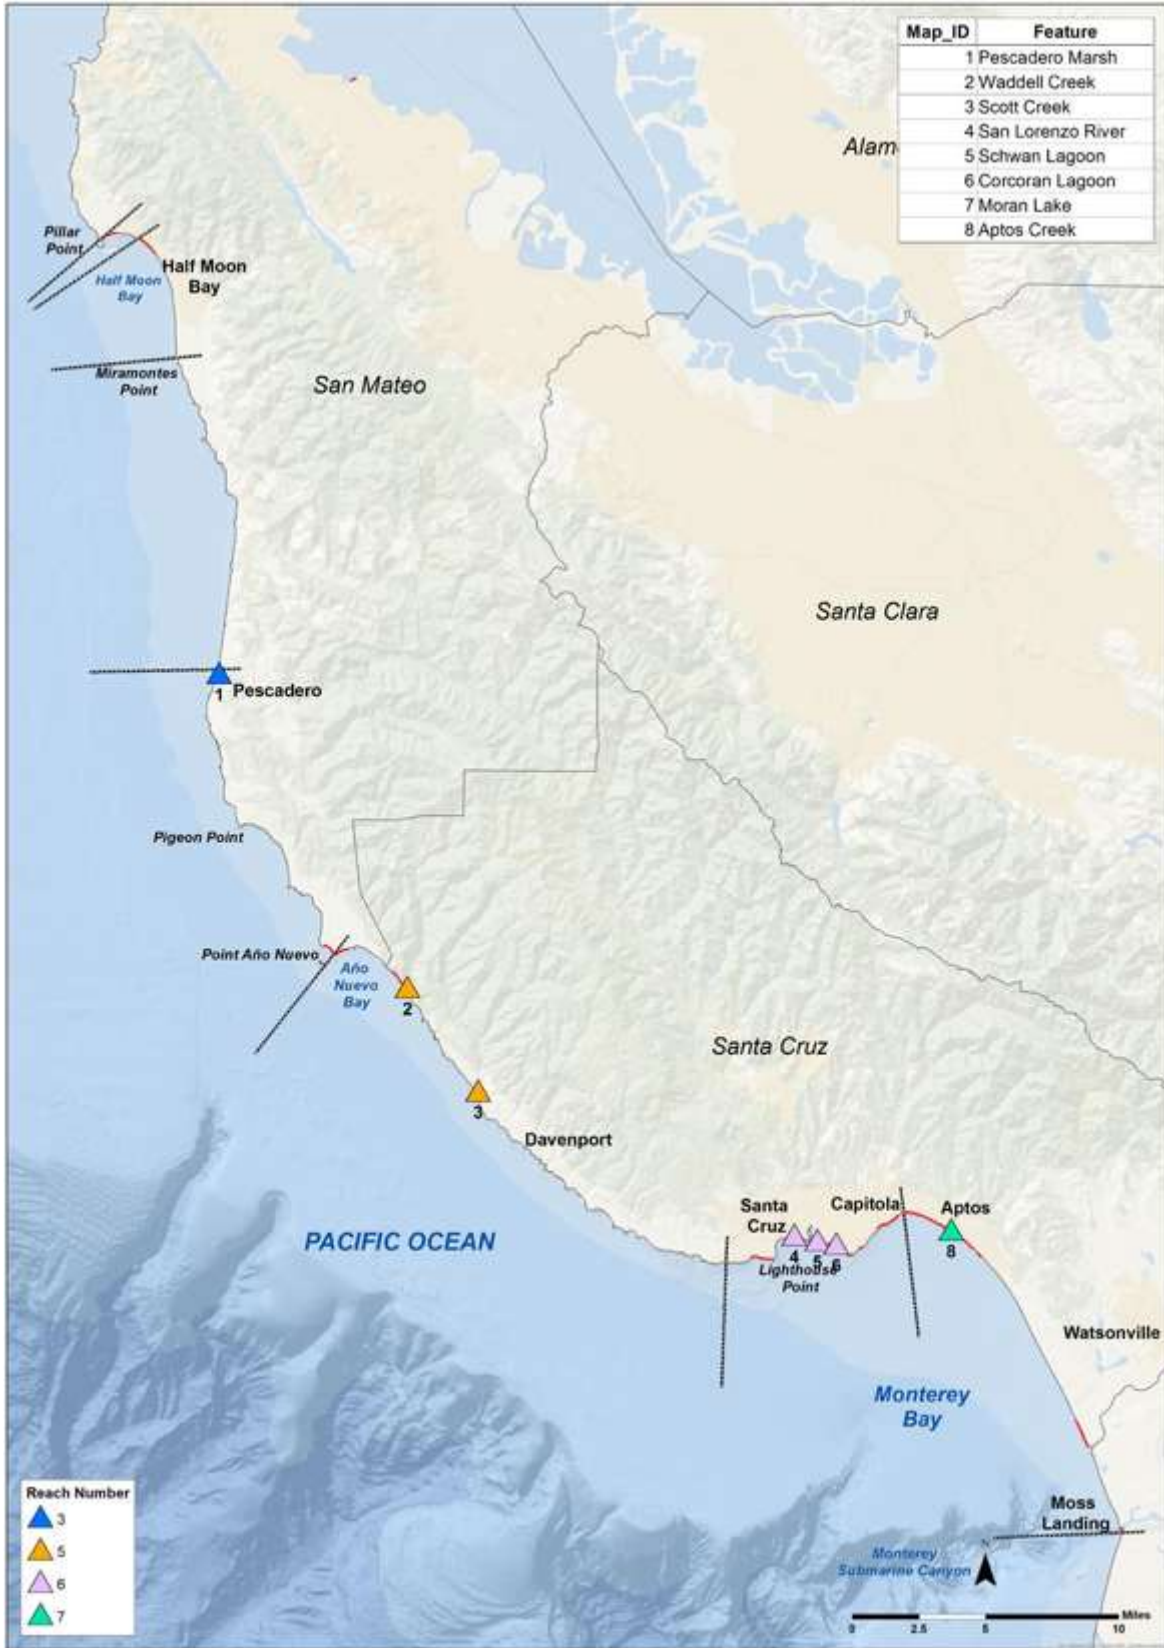 Map_ID Feature
1 Pescadero Marsh
2 Waddell Creek
3 Scott Creek
4 San Lorenzo River
5 Schwan Lagoon
6 Corcoran Lagoon
7 Moran Lake
8 Aptos Creek
Alam
Pillar
Point
Half Moon
Bay
Half Moon
Bay
Miramontes
Point
San Mateo
Santa Clara
1
Pescadero
Pigeon Point
Point Año Nuevo
Año
Nuevo
Bay
2
Santa Cruz
3
Davenport
Santa
Cruz
Capitola
Aptos
4
5
6
8
Lighthouse
Point
PACIFIC OCEAN
Watsonville
Monterey
Bay
Moss
Landing
Monterey
Submarine Canyon
N
Reach Number
3
5
6
7
Miles
0 2.5 5 10